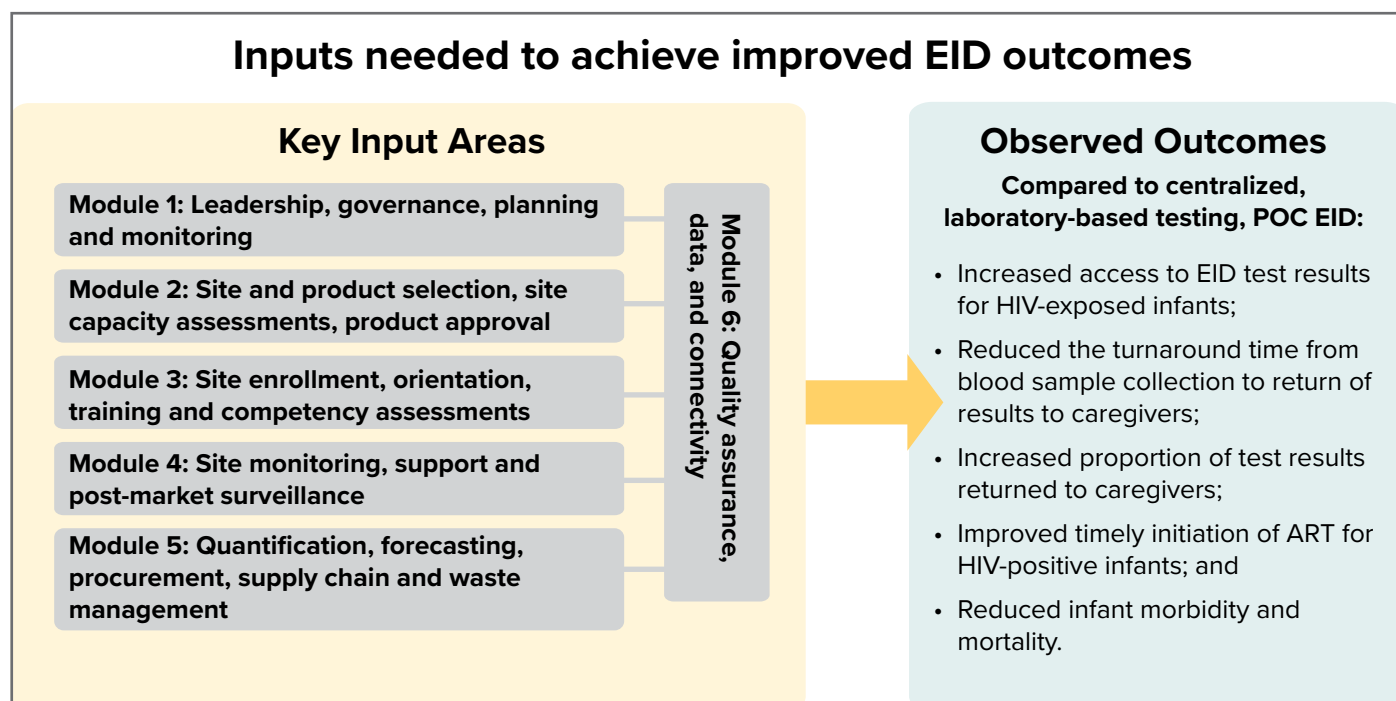 Inputs needed to achieve improved EID outcomes
Key Input Areas
Module 1: Leadership, governance, planning
and monitoring
Module 2: Site and product selection, site
capacity assessments, product approval
Module 3: Site enrollment, orientation,
training and competency assessments
Module 4: Site monitoring, support and
post-market surveillance
Module 5: Quantification, forecasting,
procurement, supply chain and waste
management
Module 6: Quality assurance,
data, and connectivity
Observed Outcomes
Compared to centralized,
laboratory-based testing, POC EID:
• Increased access to EID test results
for HIV-exposed infants;
• Reduced the turnaround time from
blood sample collection to return of
results to caregivers;
• Increased proportion of test results
returned to caregivers;
• Improved timely initiation of ART for
HIV-positive infants; and
• Reduced infant morbidity and
mortality.